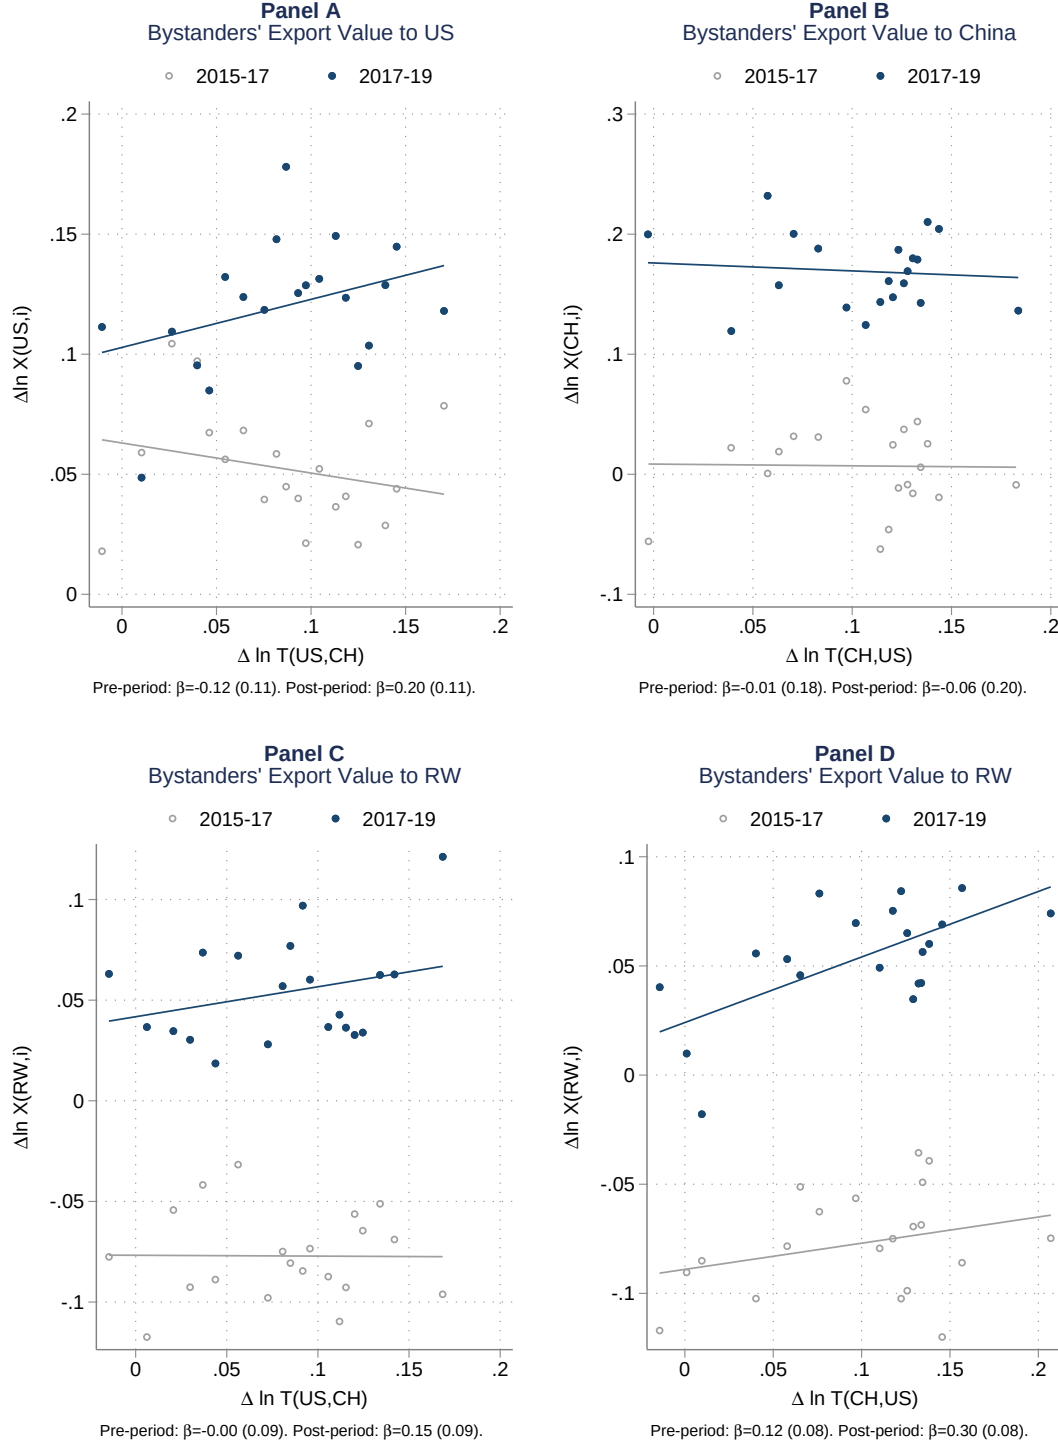 Panel A
Bystanders' Export Value to US
2015-17 2017-19
.2
.15
.1
.05
0
Δln X(US,i)
0 .05 .1 .15 .2
Δ ln T(US,CH)
Pre-period: β=-0.12 (0.11). Post-period: β=0.20 (0.11).
Panel B
Bystanders' Export Value to China
2015-17 2017-19
.3
.2
.1
0
-.1
Δln X(CH,i)
0 .05 .1 .15 .2
Δ ln T(CH,US)
Pre-period: β=-0.01 (0.18). Post-period: β=-0.06 (0.20).
Panel C
Bystanders' Export Value to RW
2015-17 2017-19
.1
.05
0
-.05
-.1
Δln X(RW,i)
0 .05 .1 .15 .2
Δ ln T(US,CH)
Pre-period: β=-0.00 (0.09). Post-period: β=0.15 (0.09).
Panel D
Bystanders' Export Value to RW
2015-17 2017-19
.1
.05
0
-.05
-.1
Δln X(RW,i)
0 .05 .1 .15 .2
Δ ln T(CH,US)
Pre-period: β=0.12 (0.08). Post-period: β=0.30 (0.08).